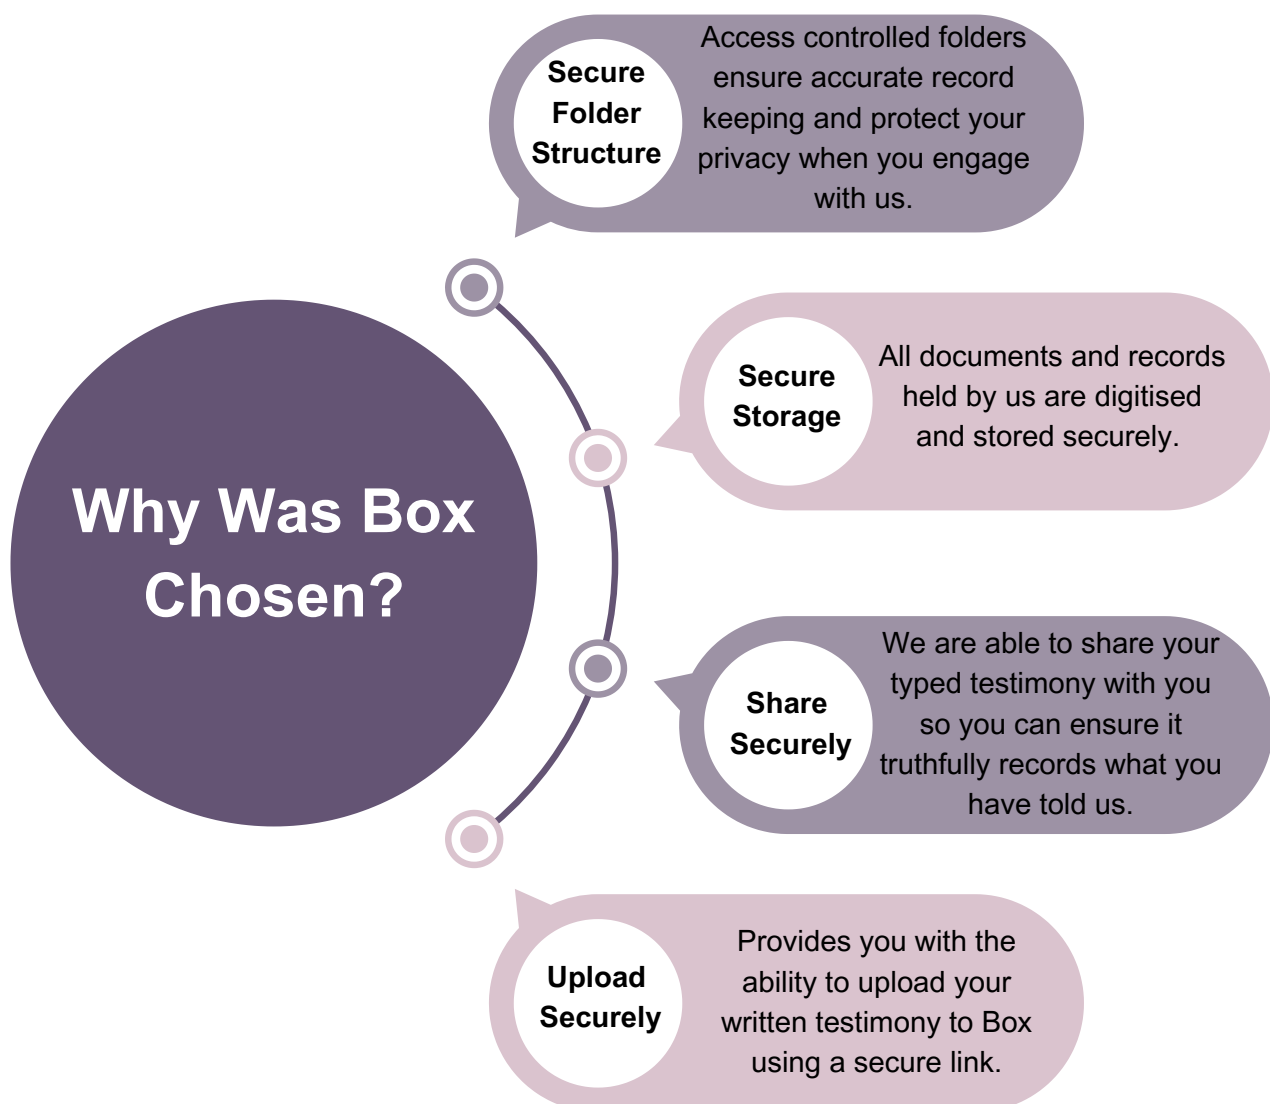 Secure
Folder
Structure
Access controlled folders
ensure accurate record
keeping and protect your
privacy when you engage
with us.
Why Was Box
Chosen?
Secure
Storage
All documents and records
held by us are digitised
and stored securely.
Share
Securely
We are able to share your
typed testimony with you
so you can ensure it
truthfully records what you
have told us.
Upload
Securely
Provides you with the
ability to upload your
written testimony to Box
using a secure link.